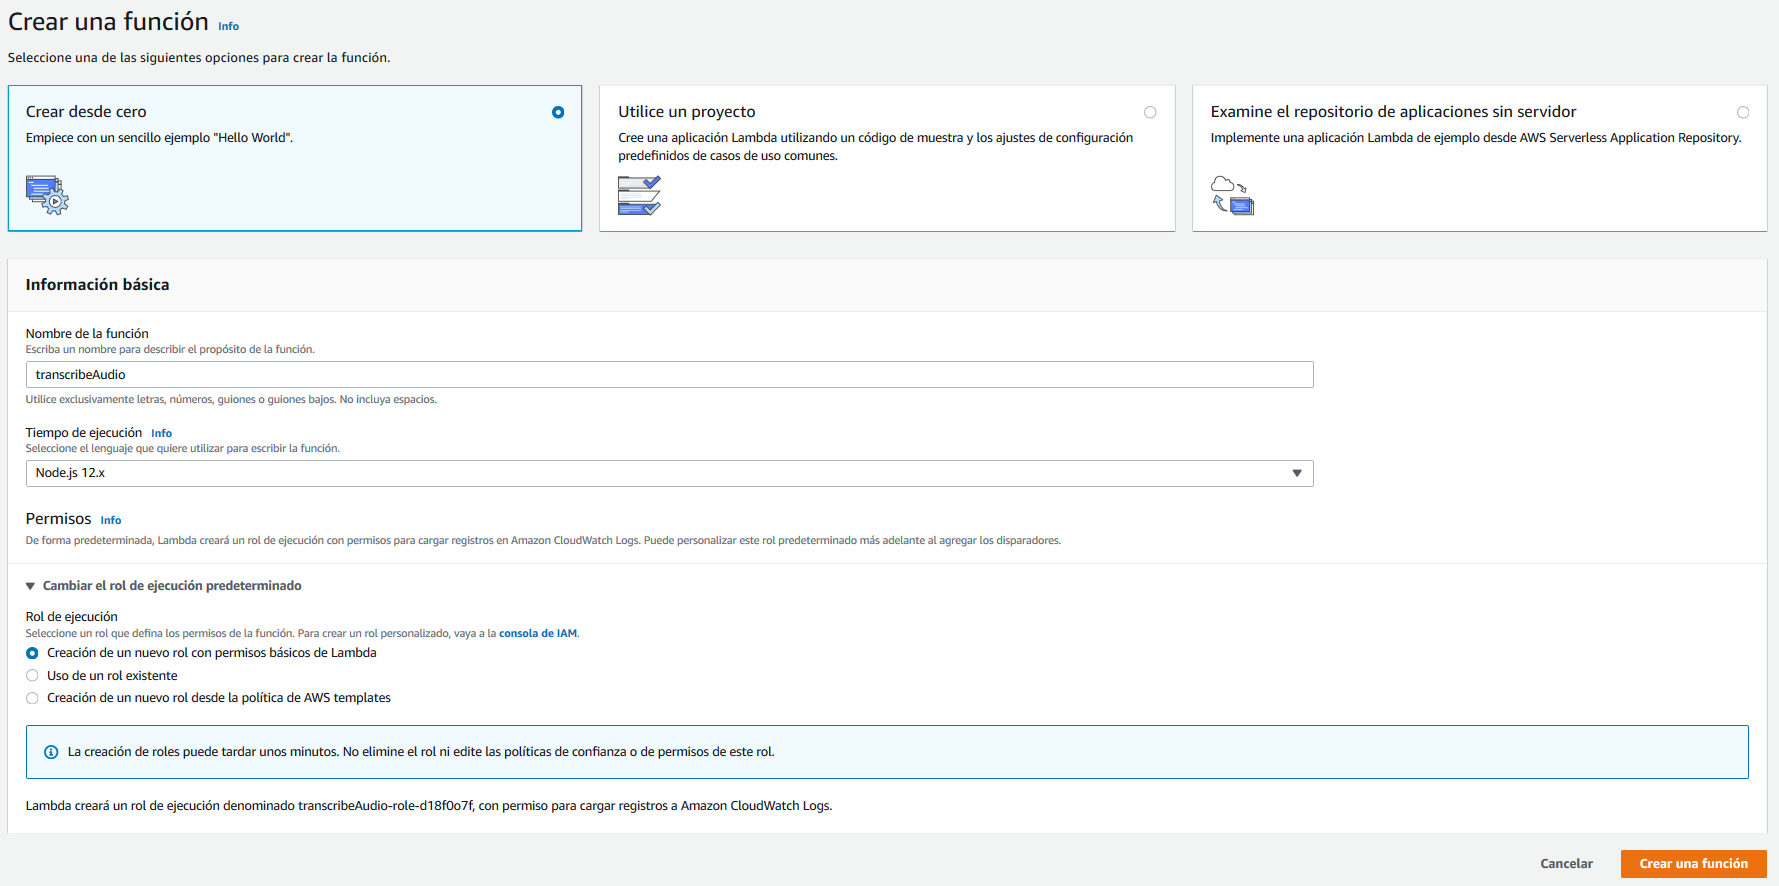 Crear una función Info
Seleccione una de las siguientes opciones para crear la función.
Crear desde cero
Empiece con un sencillo ejemplo "Hello World".
Utilice un proyecto
Cree una aplicación Lambda utilizando un código de muestra y los ajustes de configuración
predefinidos de casos de uso comunes.
Examine el repositorio de aplicaciones sin servidor
Implemente una aplicación Lambda de ejemplo desde AWS Serverless Application Repository.
Información básica
Nombre de la función
Escriba un nombre para describir el propósito de la función.
transcribeAudio
Utilice exclusivamente letras, números, guiones o guiones bajos. No incluya espacios.
Tiempo de ejecución Info
Seleccione el lenguaje que quiere utilizar para escribir la función.
Node.js 12.x
Permisos Info
De forma predeterminada, Lambda creará un rol de ejecución con permisos para cargar registros en Amazon CloudWatch Logs. Puede personalizar este rol predeterminado más adelante al agregar los disparadores.
Cambiar el rol de ejecución predeterminado
Rol de ejecución
Seleccione un rol que defina los permisos de la función. Para crear un rol personalizado, vaya a la consola de IAM.
Creación de un nuevo rol con permisos básicos de Lambda
Uso de un rol existente
Creación de un nuevo rol desde la política de AWS templates
La creación de roles puede tardar unos minutos. No elimine el rol ni edite las políticas de confianza o de permisos de este rol.
Lambda creará un rol de ejecución denominado transcribeAudio-role-d18f0o7f, con permiso para cargar registros a Amazon CloudWatch Logs.
Cancelar
Crear una función